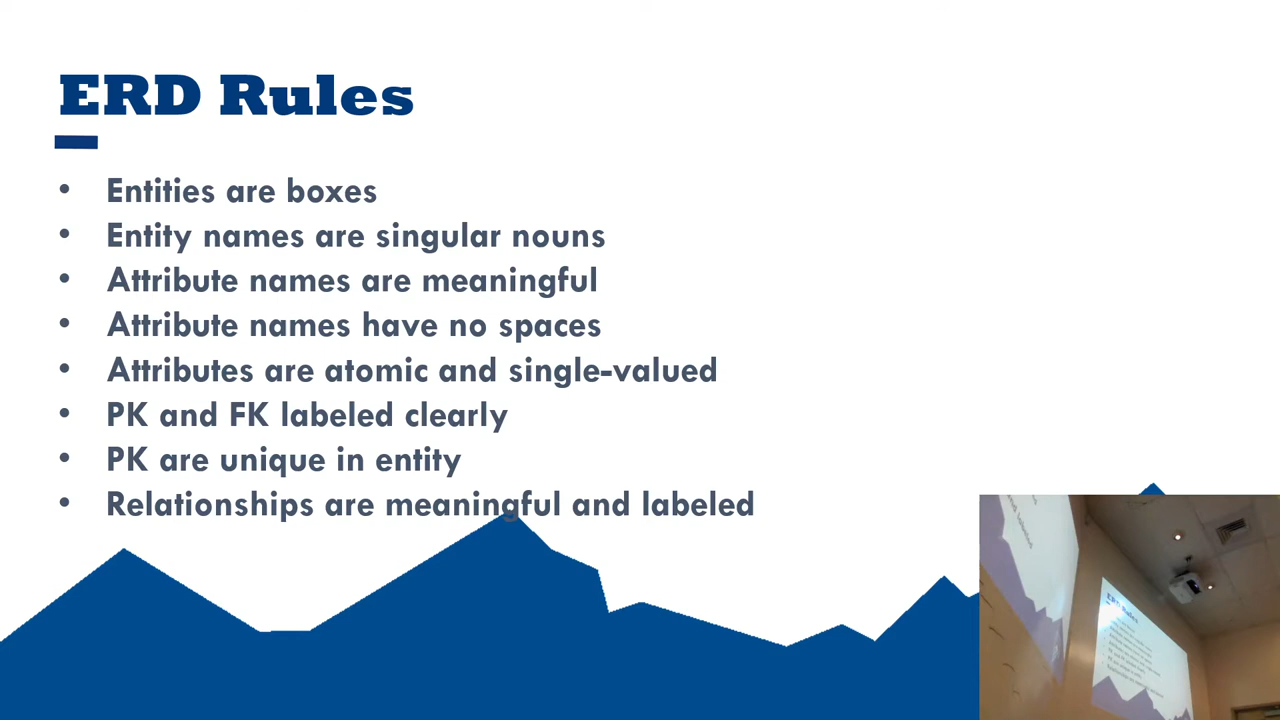 ERD Rules
• Entities are boxes
• Entity names are singular nouns
• Attribute names are meaningful
• Attribute names have no spaces
• Attributes are atomic and single-valued
• PK and FK labeled clearly
• PK are unique in entity
• Relationships are meaningful and labeled
ERD Rules